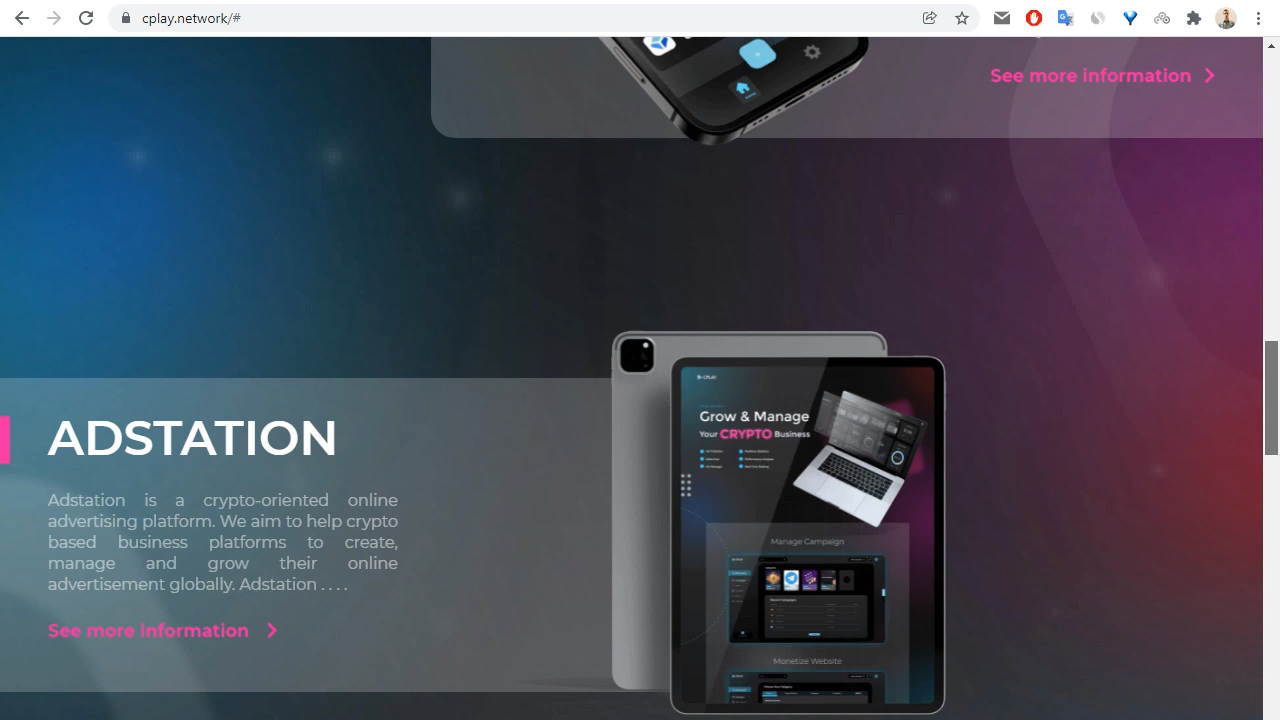 cplay.network/#
See more information
ADSTATION
Adstation is a crypto-oriented online
advertising platform. We aim to help crypto
based business platforms to create,
manage and grow their online
advertisement globally. Adstation . . . .
See more information
CPLAY
Grow & Manage
Your CRYPTO Business
Manage Campaign
Monetize Website